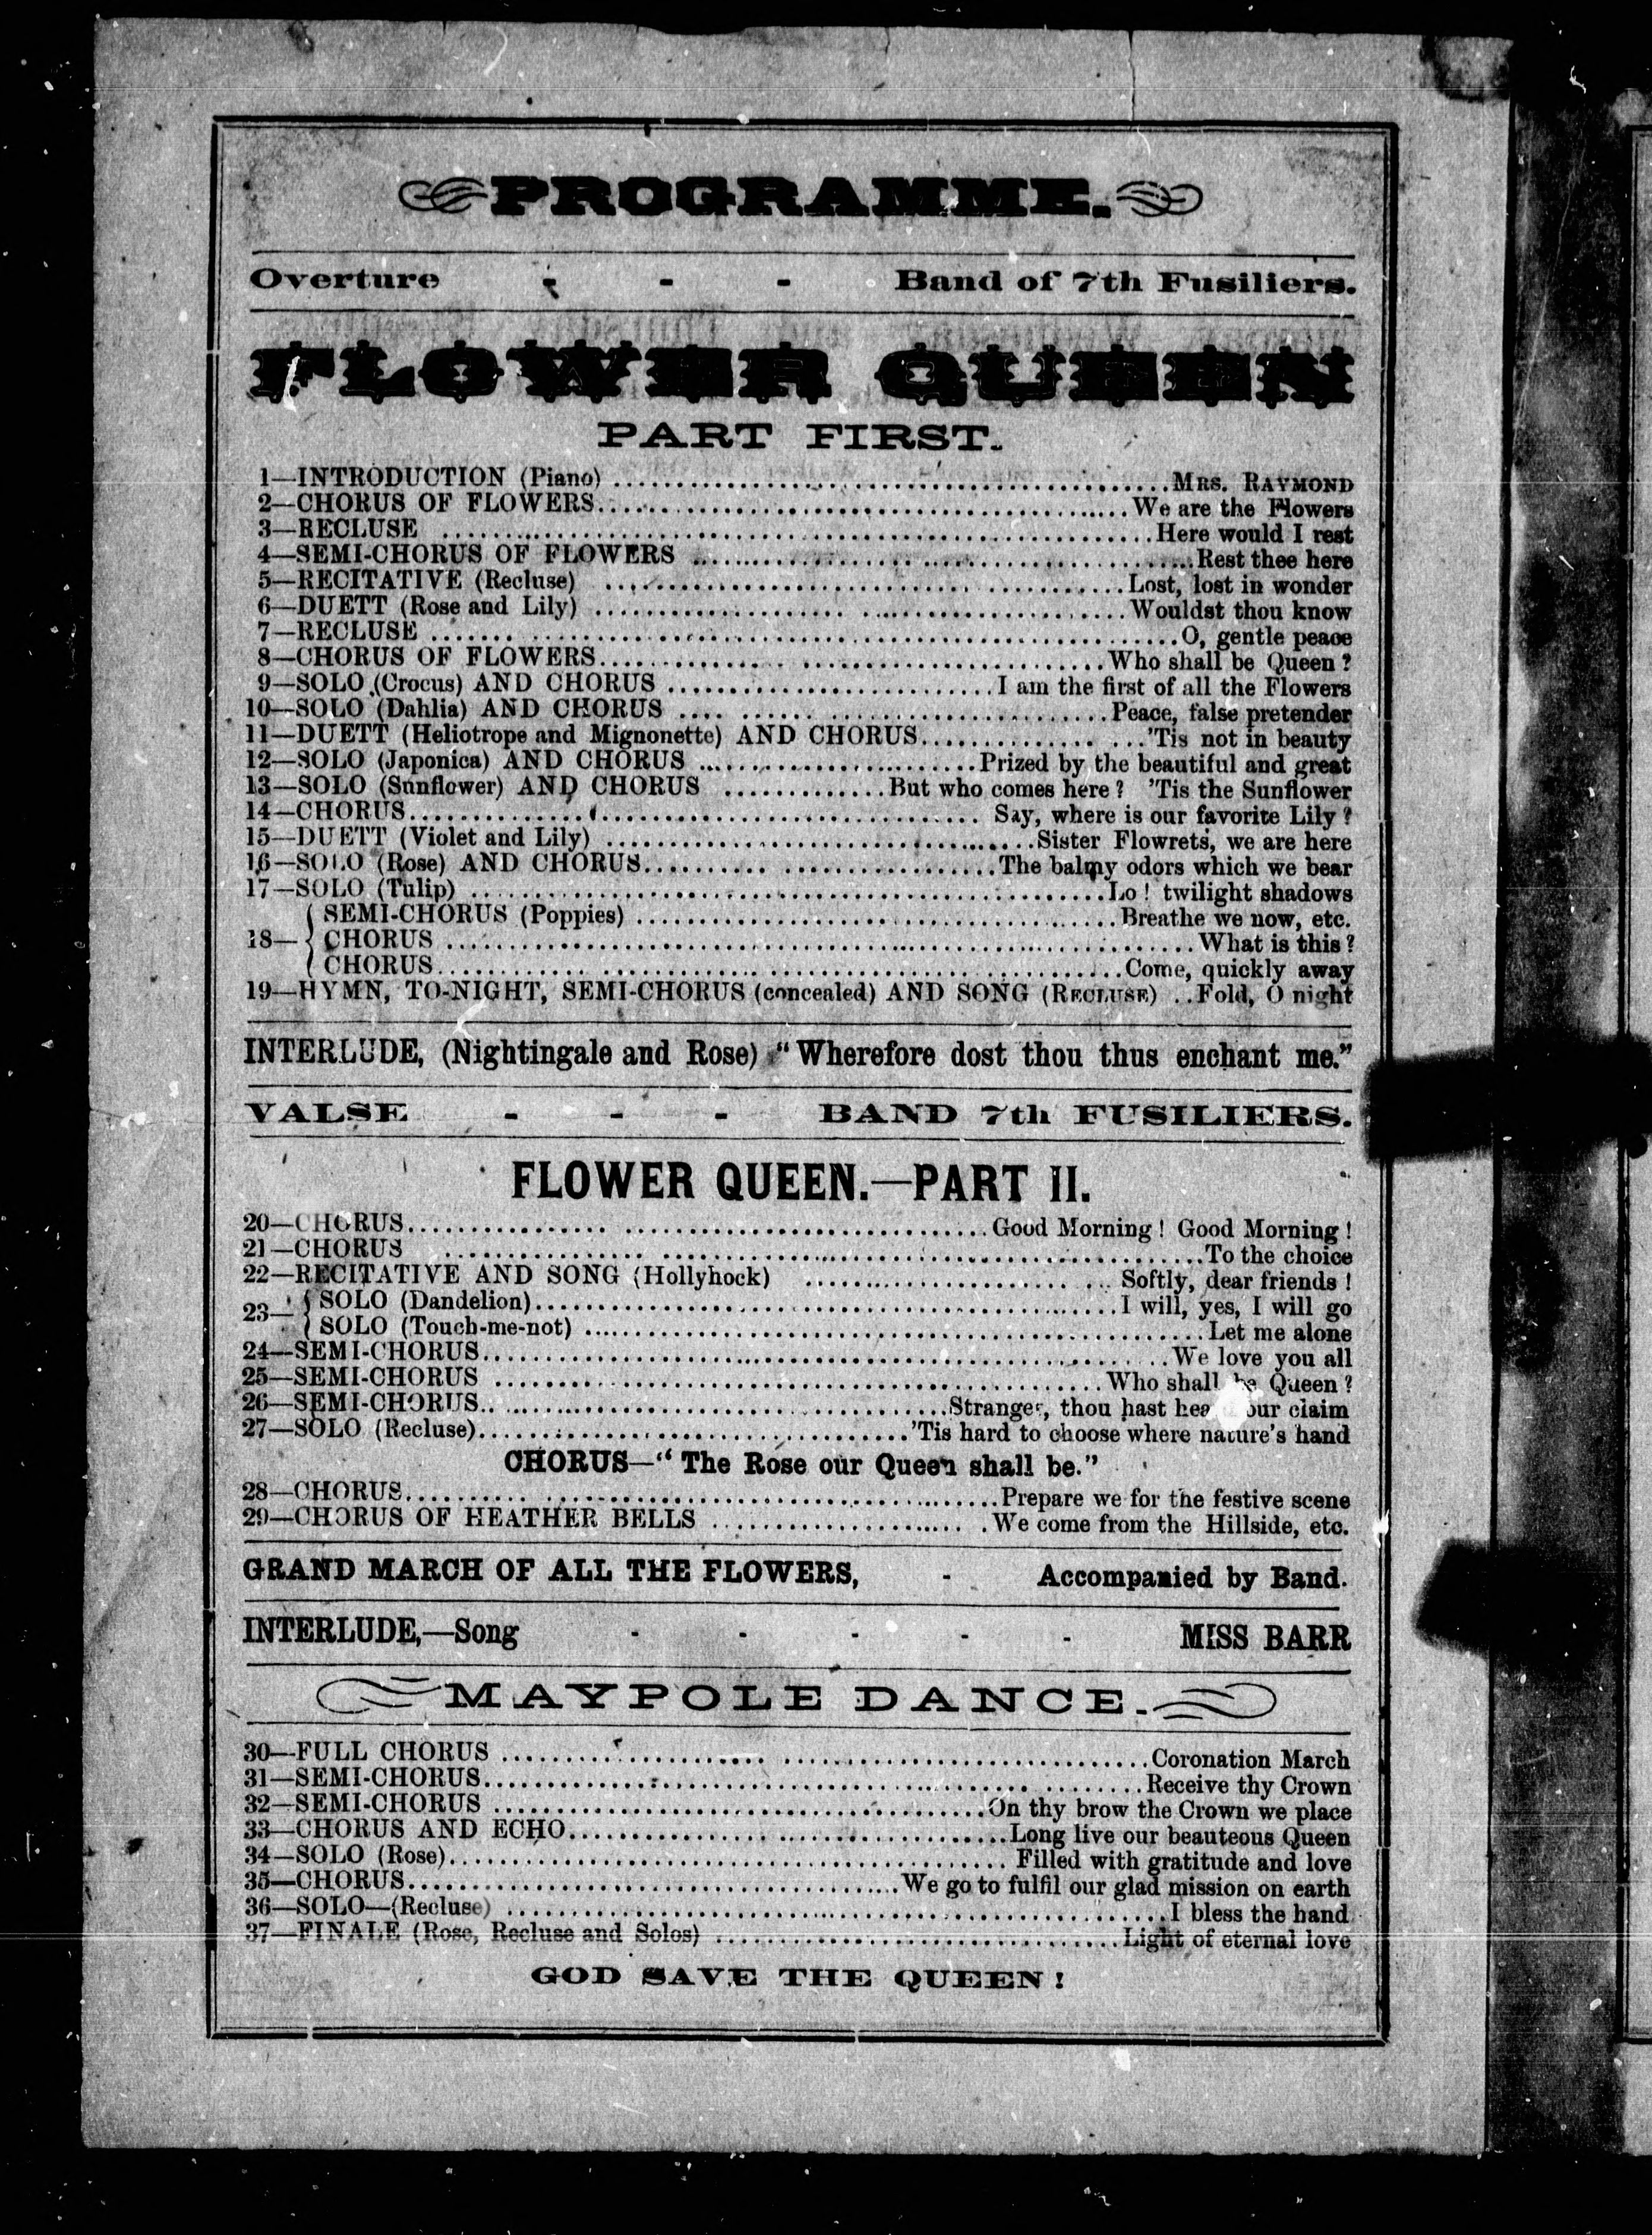 PROGRAMME.
Overture - - - Band of 7th Fusiliers.
FLOWER QUEEN
PART FIRST.
1—INTRODUCTION (Piano) ........ MRS. RAYMOND
2—CHORUS OF FLOWERS ........ We are the Flowers
3—RECLUSE ........ Here would I rest
4—SEMI-CHORUS OF FLOWERS ........ Rest thee here
5—RECITATIVE (Recluse) ........ Lost, lost in wonder
6—DUETT (Rose and Lily) ........ Wouldst thou know
7—RECLUSE ........ O, gentle peace
8—CHORUS OF FLOWERS ........ Who shall be Queen?
9—SOLO (Crocus) AND CHORUS ........ I am the first of all the Flowers
10—SOLO (Dahlia) AND CHORUS ........ Peace, false pretender
11—DUETT (Heliotrope and Mignonette) AND CHORUS ........ 'Tis not in beauty
12—SOLO (Japonica) AND CHORUS ........ Prized by the beautiful and great
13—SOLO (Sunflower) AND CHORUS ........ But who comes here? 'Tis the Sunflower
14—CHORUS ........ Say, where is our favorite Lily?
15—DUETT (Violet and Lily) ........ Sister Flowrets, we are here
16—SOLO (Rose) AND CHORUS ........ The balmy odors which we bear
17—SOLO (Tulip) ........ Lo! twilight shadows
SEMI-CHORUS (Poppies) ........ Breathe we now, etc.
18— CHORUS ........ What is this?
CHORUS ........ Come, quickly away
19—HYMN, TO-NIGHT, SEMI-CHORUS (concealed) AND SONG (RECLUSE) .. Fold, O night
INTERLUDE, (Nightingale and Rose) "Wherefore dost thou thus enchant me."
VALSE - - - BAND 7th FUSILIERS.
FLOWER QUEEN.—PART II.
20—CHORUS ........ Good Morning! Good Morning!
21—CHORUS ........ To the choice
22—RECITATIVE AND SONG (Hollyhock) ........ Softly, dear friends!
23— SOLO (Dandelion) ........ I will, yes, I will go
SOLO (Touch-me-not) ........ Let me alone
24—SEMI-CHORUS ........ We love you all
25—SEMI-CHORUS ........ Who shall be Queen?
26—SEMI-CHORUS ........ Stranger, thou hast our claim
27—SOLO (Recluse) ........ 'Tis hard to choose where nature's hand
CHORUS—"The Rose our Queen shall be."
28—CHORUS ........ Prepare we for the festive scene
29—CHORUS OF HEATHER BELLS ........ We come from the Hillside, etc.
GRAND MARCH OF ALL THE FLOWERS, - Accompanied by Band.
INTERLUDE,—Song - - - - - MISS BARR
MAYPOLE DANCE.
30—FULL CHORUS ........ Coronation March
31—SEMI-CHORUS ........ Receive thy Crown
32—SEMI-CHORUS ........ On thy brow the Crown we place
33—CHORUS AND ECHO ........ Long live our beauteous Queen
34—SOLO (Rose) ........ Filled with gratitude and love
35—CHORUS ........ We go to fulfil our glad mission on earth
36—SOLO—(Recluse) ........ I bless the hand
37—FINALE (Rose, Recluse and Solos) ........ Light of eternal love
GOD SAVE THE QUEEN!